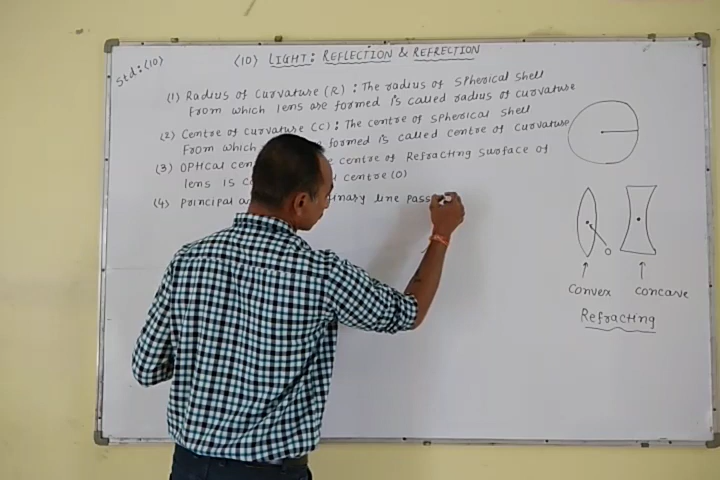 Std:(10)
(10) LIGHT: REFLECTION & REFRECTION
(1) Radius of curvature (R) : The radius of spherical shell
from which lens are formed is called radius of curvature
(2) Centre of curvature (C) : The centre of spherical shell
from which formed is called centre of curvature
(3) Optical centre of Refracting surface of
lens is centre (O)
(4) Principal line pass
O
convex concave
Refracting